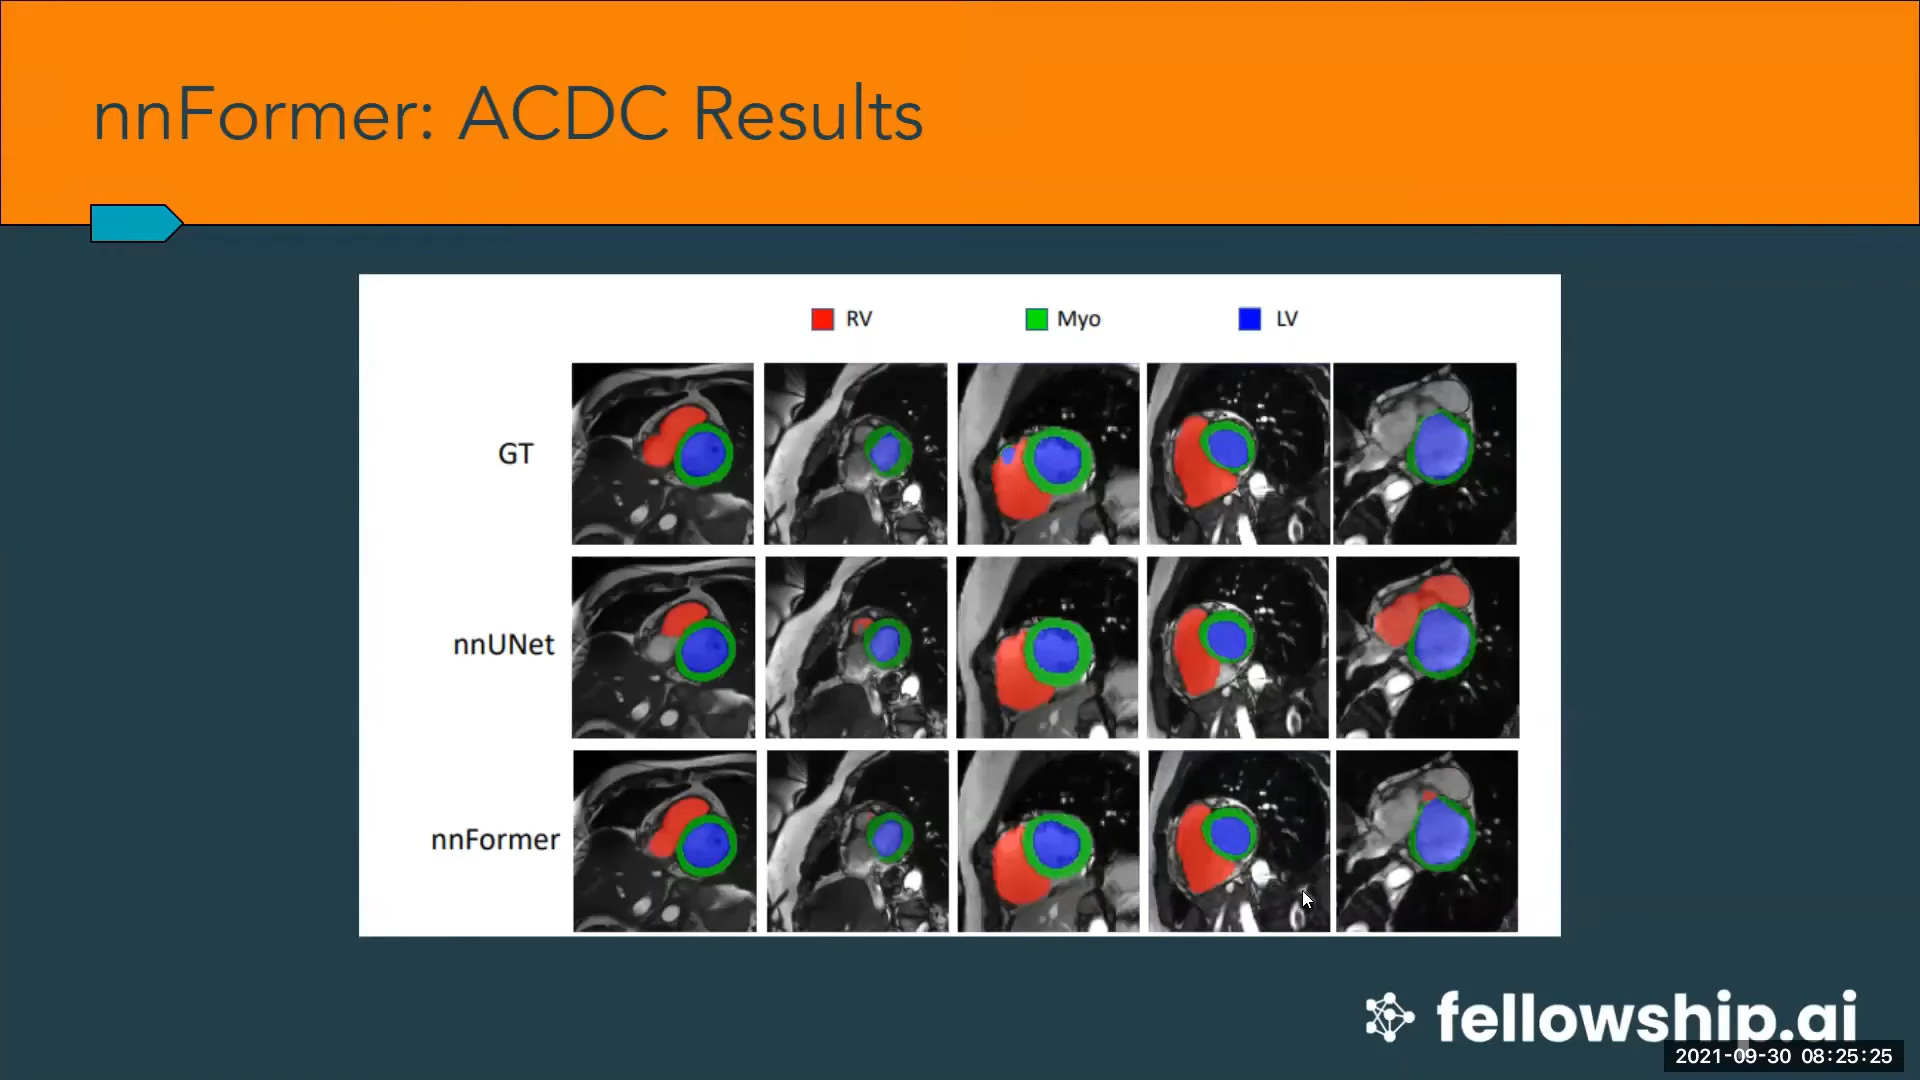 nnFormer: ACDC Results
RV Myo LV
GT
nnUNet
nnFormer
fellowship.ai
2021-09-30 08:25:25